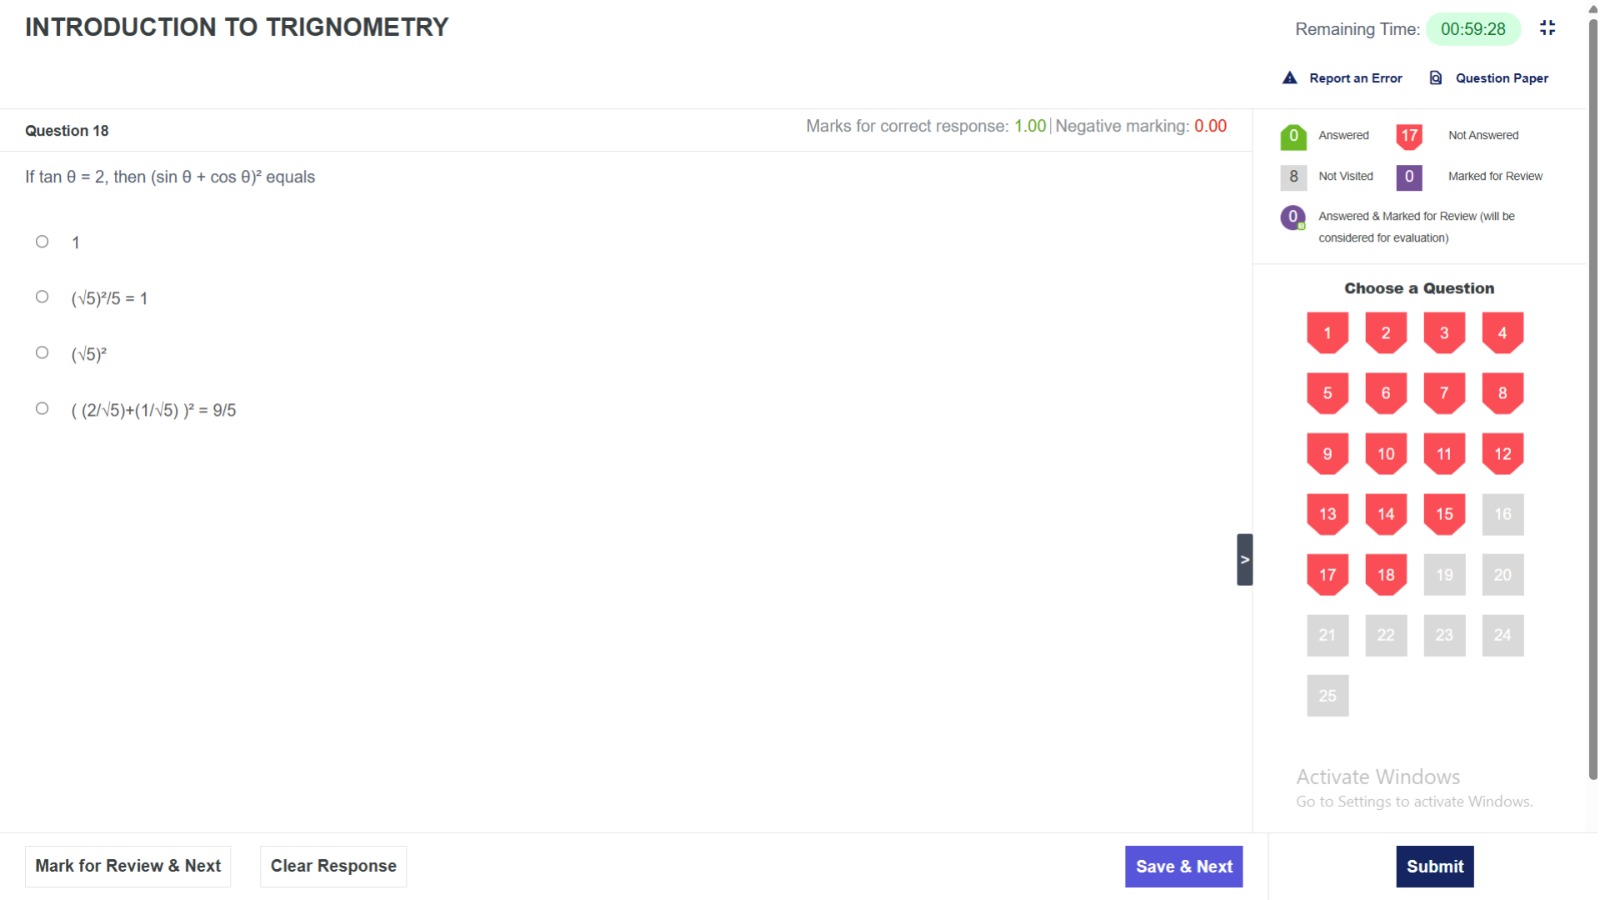 INTRODUCTION TO TRIGNOMETRY
Remaining Time: 00:59:28
Report an Error
Question Paper
Question 18
Marks for correct response: 1.00 | Negative marking: 0.00
If tan θ = 2, then (sin θ + cos θ)² equals
1
(√5)²/5 = 1
(√5)²
( (2/√5)+(1/√5) )² = 9/5
0 Answered
17 Not Answered
8 Not Visited
0 Marked for Review
0 Answered & Marked for Review (will be
considered for evaluation)
Choose a Question
1 2 3 4
5 6 7 8
9 10 11 12
13 14 15 16
17 18 19 20
21 22 23 24
25
>
Activate Windows
Go to Settings to activate Windows.
Mark for Review & Next
Clear Response
Save & Next
Submit